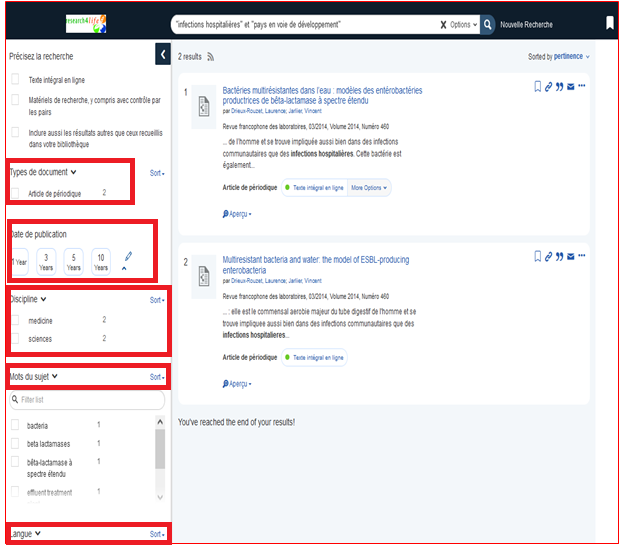 research4life
"infections hospitalières" et "pays en voie de développement"
X Options
Nouvelle Recherche
Précisez la recherche
Texte intégral en ligne
Matériels de recherche, y compris avec contrôle par
les pairs
Inclure aussi les résultats autres que ceux recueillis
dans votre bibliothèque
Types de document
Sort
Article de périodique 2
Date de publication
1 Year
3 Years
5 Years
10 Years
Discipline
Sort
medicine 2
sciences 2
Mots du sujet
Sort
Filter list
bacteria 1
beta lactamases 1
bêta-lactamase à 1
spectre étendu
effluent treatment 1
Langue
Sort
2 results
Sorted by pertinence
1
Bactéries multirésistantes dans l'eau : modèles des entérobactéries
productrices de bêta-lactamase à spectre étendu
par Drieux-Rouzet, Laurence; Jarlier, Vincent
Revue francophone des laboratoires, 03/2014, Volume 2014, Numéro 460
... de l'homme et se trouve impliquée aussi bien dans des infections
communautaires que des infections hospitalières. Cette bactérie est
également...
Article de périodique
Texte intégral en ligne
More Options
Aperçu
2
Multiresistant bacteria and water: the model of ESBL-producing
enterobacteria
par Drieux-Rouzet, Laurence; Jarlier, Vincent
Revue francophone des laboratoires, 03/2014, Volume 2014, Numéro 460
... : elle est le commensal aerobie majeur du tube digestif de l'homme et se
trouve impliquee aussi bien dans des infections communautaires que des
infections hospitalieres...
Article de périodique
Texte intégral en ligne
Aperçu
You've reached the end of your results!